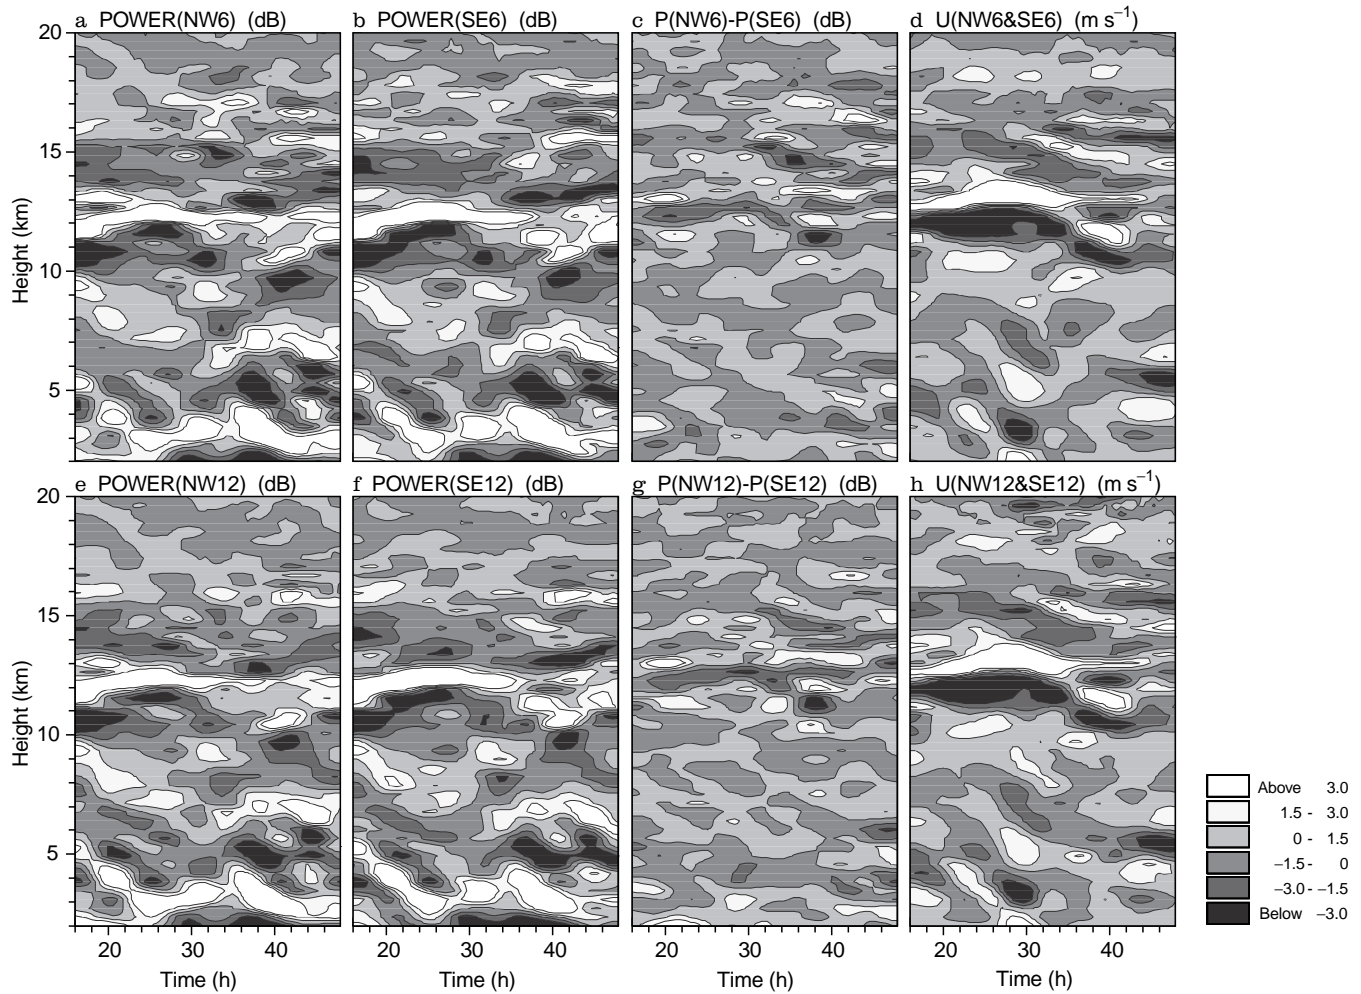 a POWER(NW6) (dB)
b POWER(SE6) (dB)
c P(NW6)-P(SE6) (dB)
d U(NW6&SE6) (m s⁻¹)
20
15
10
5
Height (km)
e POWER(NW12) (dB)
f POWER(SE12) (dB)
g P(NW12)-P(SE12) (dB)
h U(NW12&SE12) (m s⁻¹)
20
15
10
5
Height (km)
20 30 40
20 30 40
20 30 40
20 30 40
Time (h)
Time (h)
Time (h)
Time (h)
Above 3.0
1.5 - 3.0
0 - 1.5
−1.5 - 0
−3.0 - −1.5
Below −3.0